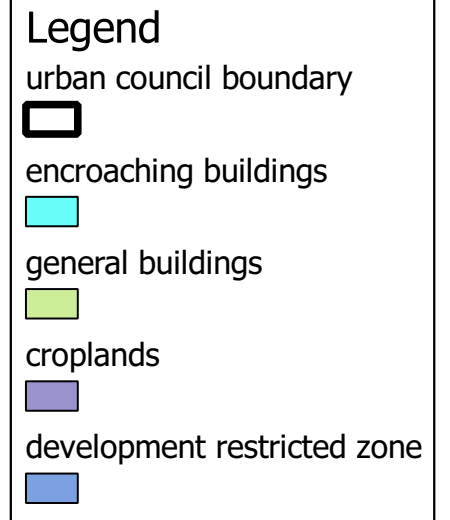 Legend
urban council boundary
encroaching buildings
general buildings
croplands
development restricted zone